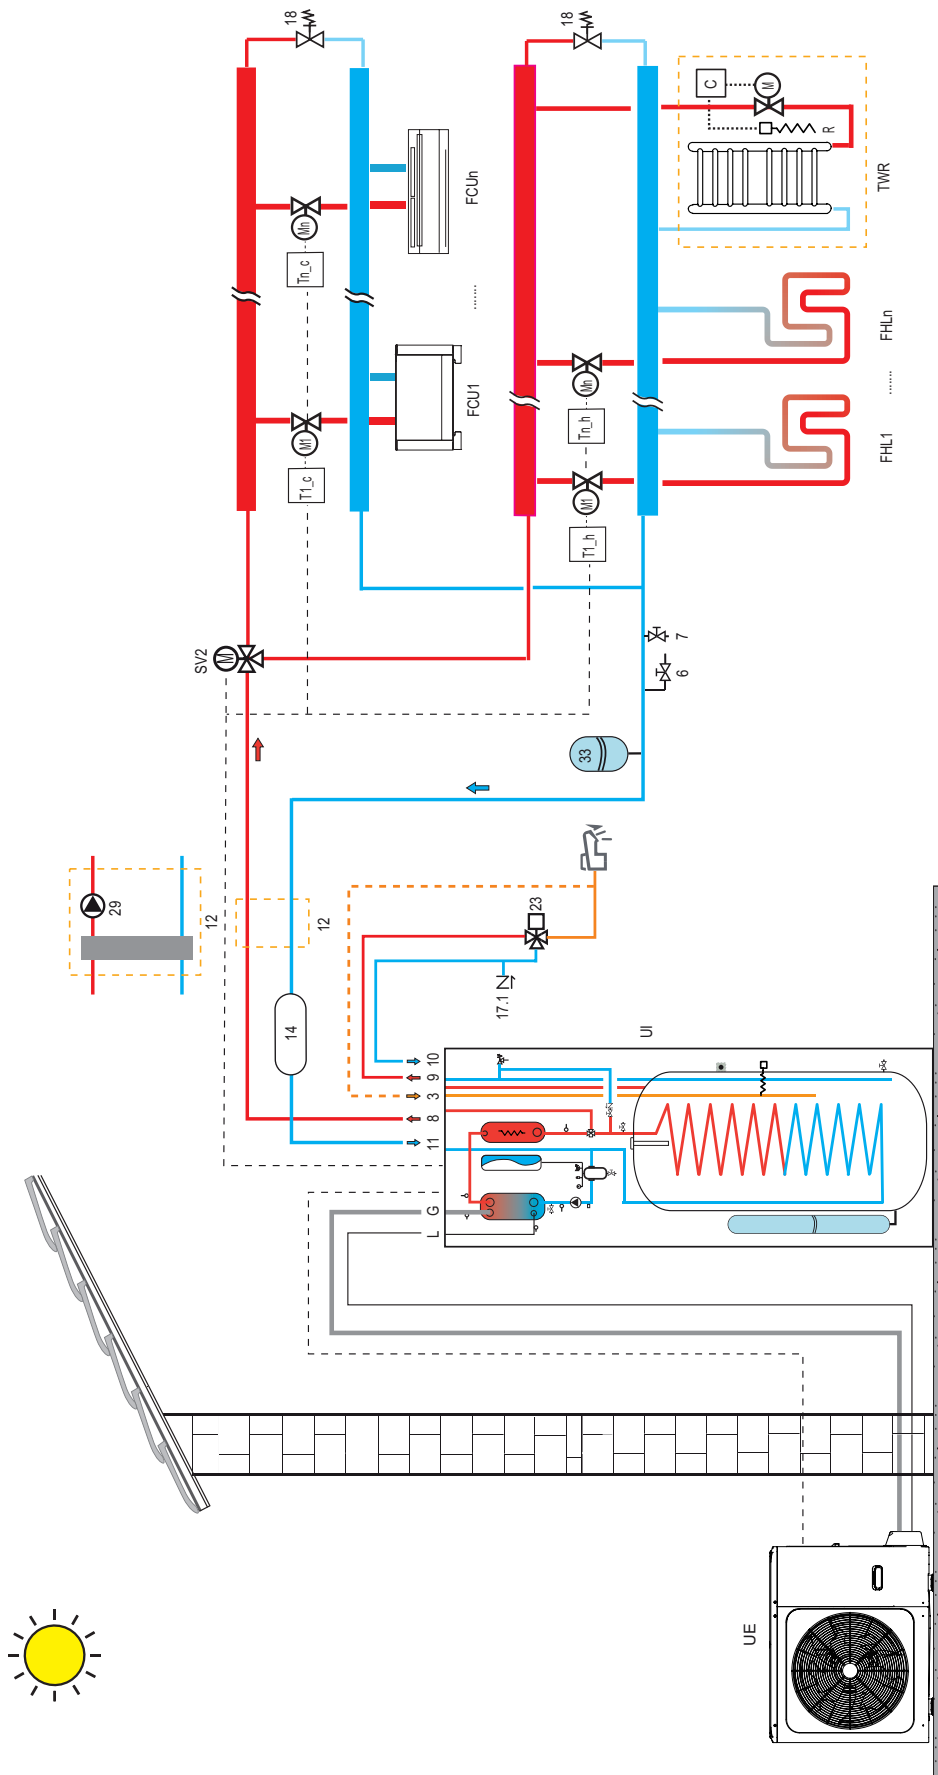 UE
L
G
11
8
3
9
10
UI
14
12
12
29
17.1
23
33
6
7
SV2
M
T1_c
M1
Tn_c
Mn
18
FCU1
.......
FCUn
T1_h
M1
Tn_h
Mn
18
FHL1
.......
FHLn
C
M
R
TWR